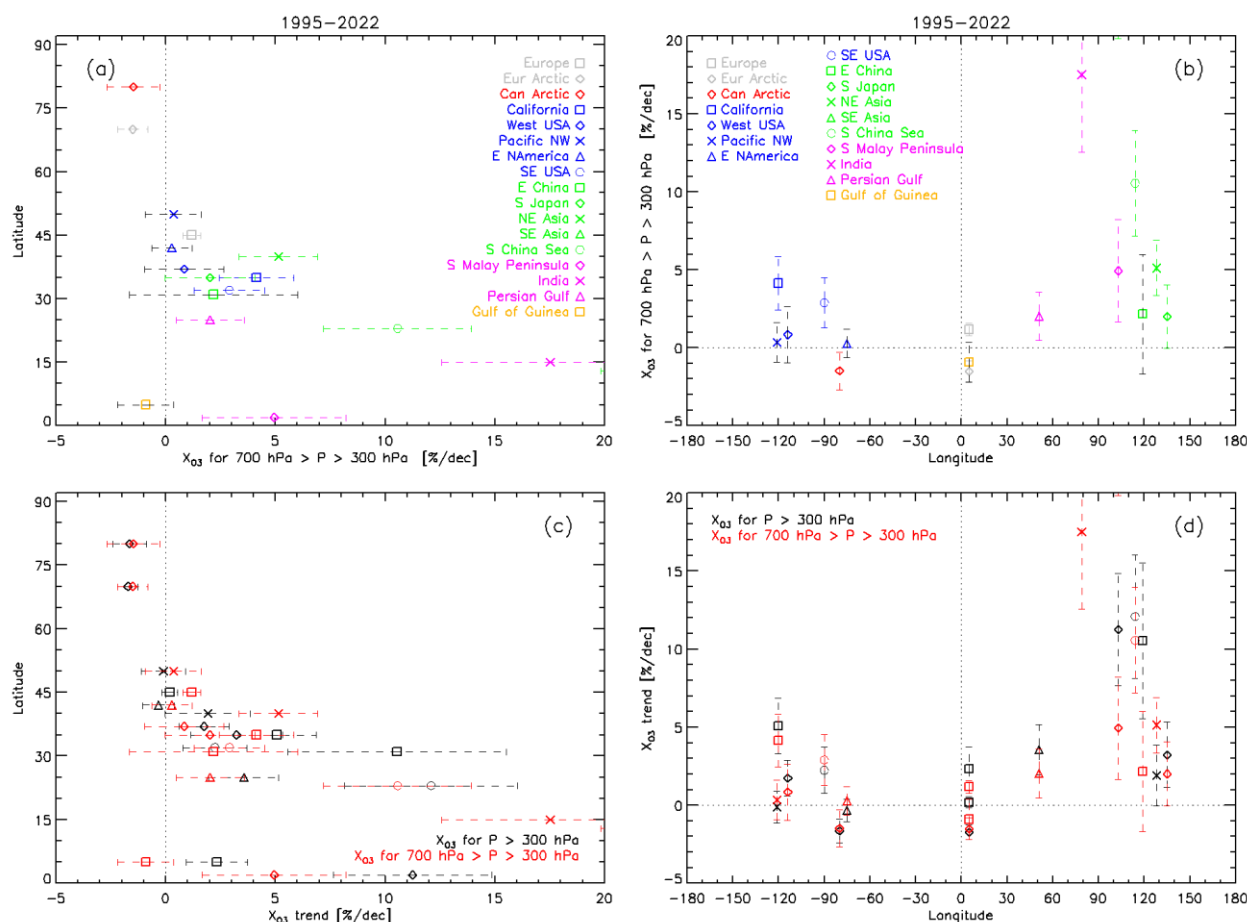 1995–2022
(a)
Europe
Eur Arctic
Can Arctic
California
West USA
Pacific NW
E NAmerica
SE USA
E China
S Japan
NE Asia
SE Asia
S China Sea
S Malay Peninsula
India
Persian Gulf
Gulf of Guinea
Latitude
90
75
60
45
30
15
0
-5
0
5
10
15
20
X_O3 for 700 hPa > P > 300 hPa [%/dec]
1995–2022
(b)
Europe
Eur Arctic
Can Arctic
California
West USA
Pacific NW
E NAmerica
SE USA
E China
S Japan
NE Asia
SE Asia
S China Sea
S Malay Peninsula
India
Persian Gulf
Gulf of Guinea
X_O3 for 700 hPa > P > 300 hPa [%/dec]
20
15
10
5
0
-5
-180
-150
-120
-90
-60
-30
0
30
60
90
120
150
180
Longitude
(c)
Latitude
90
75
60
45
30
15
0
X_O3 for P > 300 hPa
X_O3 for 700 hPa > P > 300 hPa
-5
0
5
10
15
20
X_O3 trend [%/dec]
(d)
X_O3 for P > 300 hPa
X_O3 for 700 hPa > P > 300 hPa
X_O3 trend [%/dec]
20
15
10
5
0
-5
-180
-150
-120
-90
-60
-30
0
30
60
90
120
150
180
Longitude